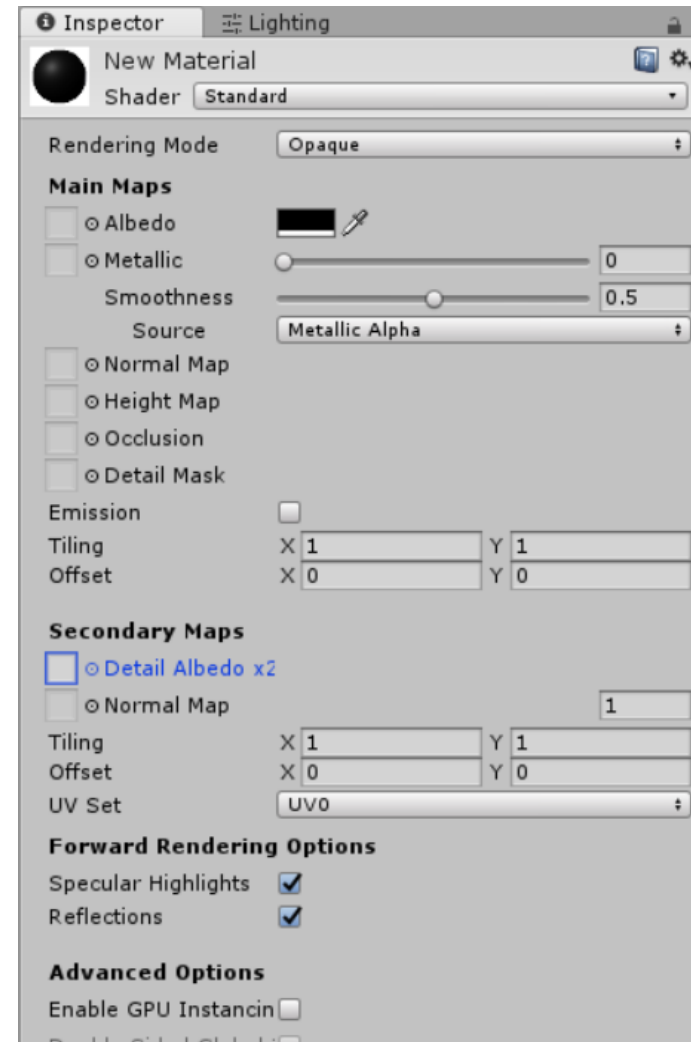 Inspector Lighting
New Material
Shader Standard
Rendering Mode Opaque
Main Maps
Albedo
Metallic 0
Smoothness 0.5
Source Metallic Alpha
Normal Map
Height Map
Occlusion
Detail Mask
Emission
Tiling X 1 Y 1
Offset X 0 Y 0
Secondary Maps
Detail Albedo x2
Normal Map 1
Tiling X 1 Y 1
Offset X 0 Y 0
UV Set UV0
Forward Rendering Options
Specular Highlights
Reflections
Advanced Options
Enable GPU Instancin